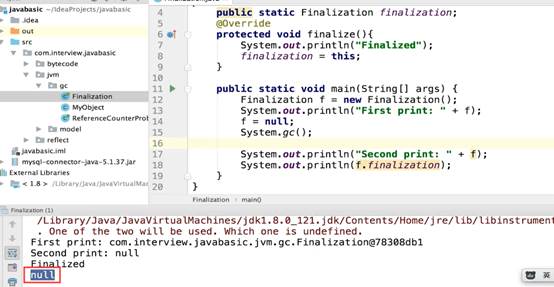 javabasic ~/IdeaProjects/javabasic
.idea
out
src
com.interview.javabasic
bytecode
jvm
gc
Finalization
MyObject
ReferenceCounterProb
model
reflect
javabasic.iml
mysql-connector-java-5.1.37.jar
External Libraries
< 1.8 > /Library/Java/JavaVirtualMach
4 public static Finalization finalization;
5 @Override
6 protected void finalize(){
7 System.out.println("Finalized");
8 finalization = this;
9 }
10
11 public static void main(String[] args) {
12 Finalization f = new Finalization();
13 System.out.println("First print: " + f);
14 f = null;
15 System.gc();
16
17 System.out.println("Second print: " + f);
18 System.out.println(f.finalization);
19 }
20 }
Finalization › main()
Finalization (1)
/Library/Java/JavaVirtualMachines/jdk1.8.0_121.jdk/Contents/Home/jre/lib/libinstrument
. One of the two will be used. Which one is undefined.
First print: com.interview.javabasic.jvm.gc.Finalization@78308db1
Second print: null
Finalized
null
英